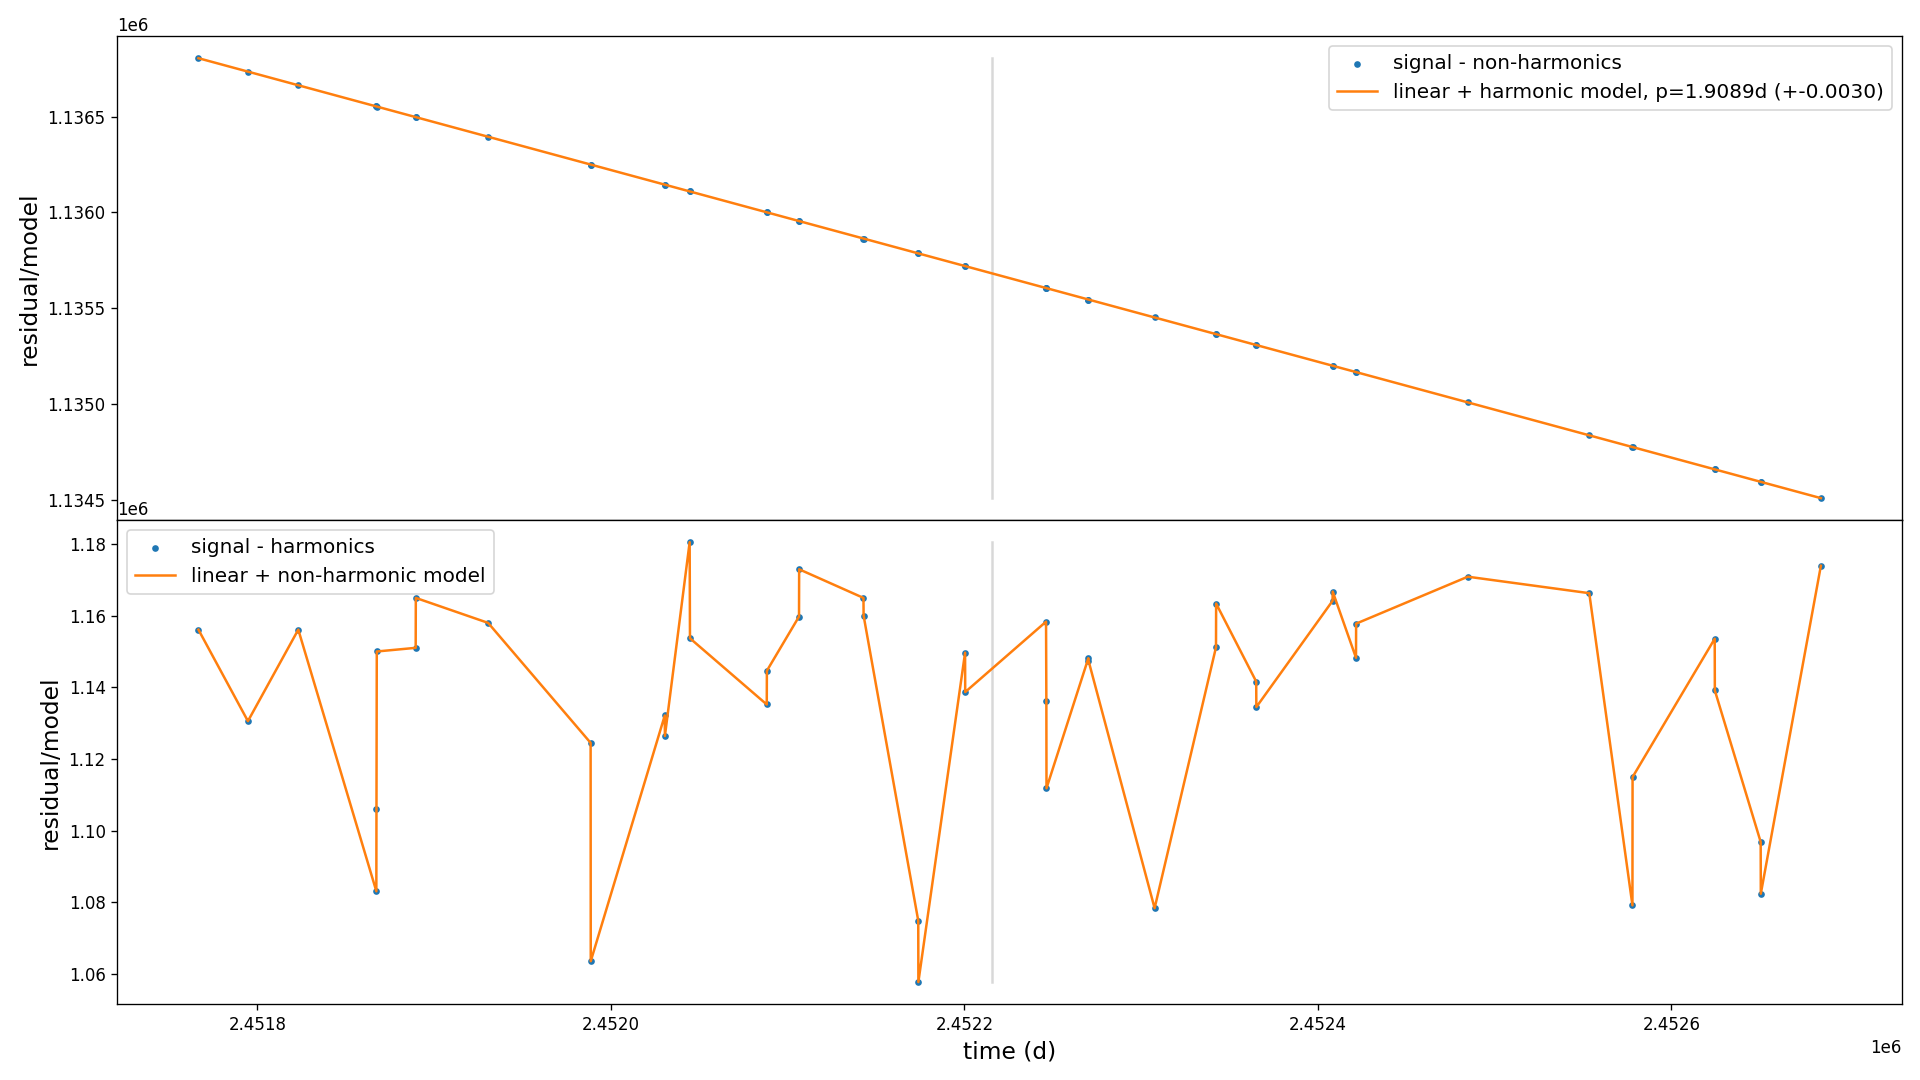 1e6
signal - non-harmonics
linear + harmonic model, p=1.9089d (+-0.0030)
residual/model
1.1365
1.1360
1.1355
1.1350
1.1345
1e6
signal - harmonics
linear + non-harmonic model
residual/model
1.18
1.16
1.14
1.12
1.10
1.08
1.06
2.4518
2.4520
2.4522
2.4524
2.4526
time (d)
1e6